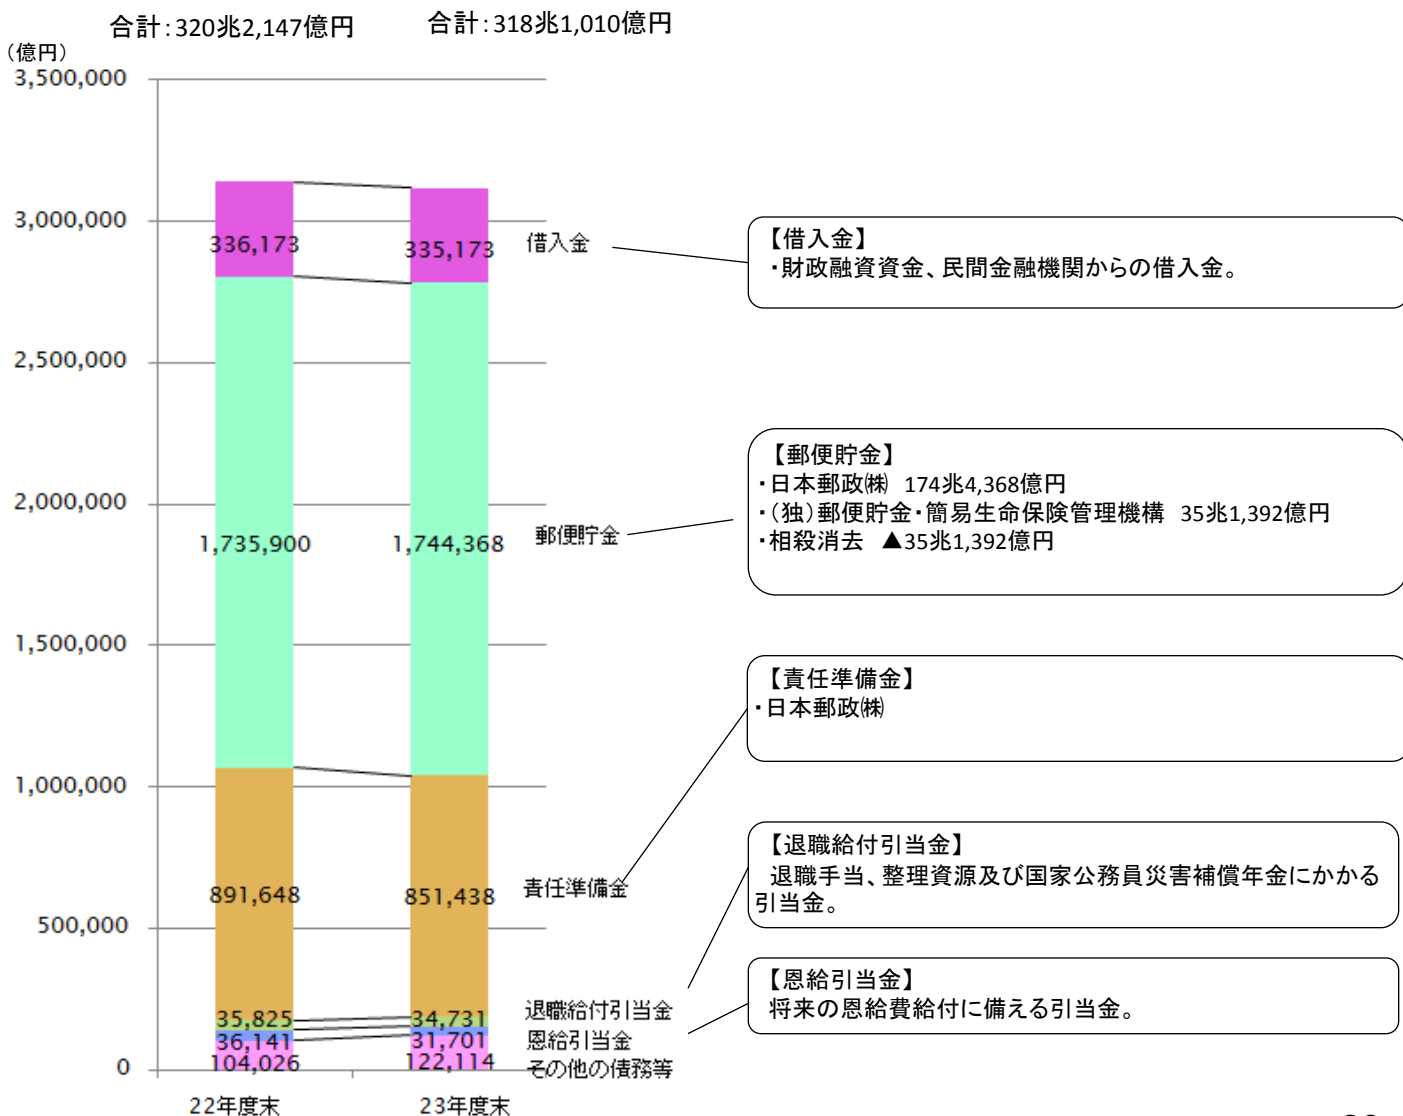 合計:320兆2,147億円
合計:318兆1,010億円
(億円)
3,500,000
3,000,000
2,500,000
2,000,000
1,500,000
1,000,000
500,000
0
336,173
335,173
借入金
1,735,900
1,744,368
郵便貯金
891,648
851,438
責任準備金
35,825
34,731
退職給付引当金
36,141
31,701
恩給引当金
104,026
122,114
その他の債務等
22年度末
23年度末
【借入金】
・財政融資資金、民間金融機関からの借入金。
【郵便貯金】
・日本郵政㈱ 174兆4,368億円
・(独)郵便貯金・簡易生命保険管理機構 35兆1,392億円
・相殺消去 ▲35兆1,392億円
【責任準備金】
・日本郵政㈱
【退職給付引当金】
退職手当、整理資源及び国家公務員災害補償年金にかかる
引当金。
【恩給引当金】
将来の恩給費給付に備える引当金。